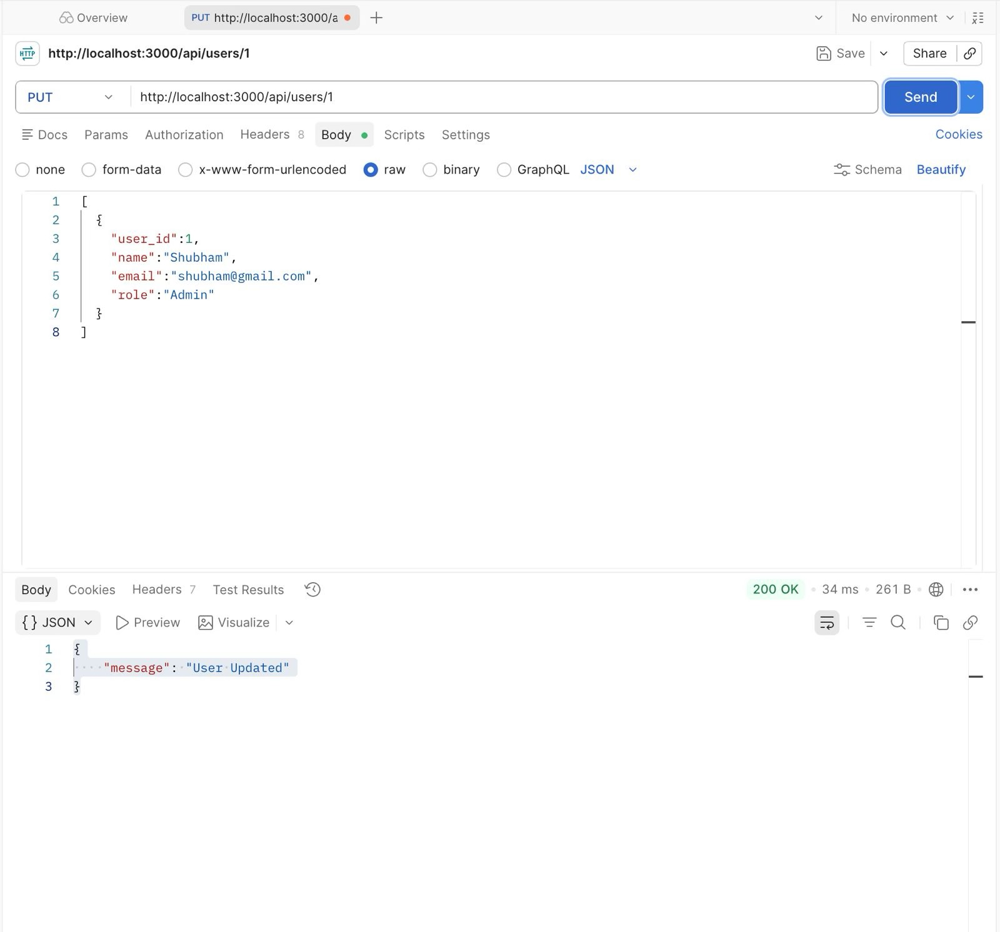 Overview
PUT http://localhost:3000/a
No environment
HTTP http://localhost:3000/api/users/1
Save
Share
PUT http://localhost:3000/api/users/1
Send
Docs Params Authorization Headers 8 Body Scripts Settings Cookies
none form-data x-www-form-urlencoded raw binary GraphQL JSON Schema Beautify
1 [
2 {
3 "user_id":1,
4 "name":"Shubham",
5 "email":"shubham@gmail.com",
6 "role":"Admin"
7 }
8 ]
Body Cookies Headers 7 Test Results 200 OK • 34 ms • 261 B
{} JSON Preview Visualize
1 {
2 "message": "User Updated"
3 }